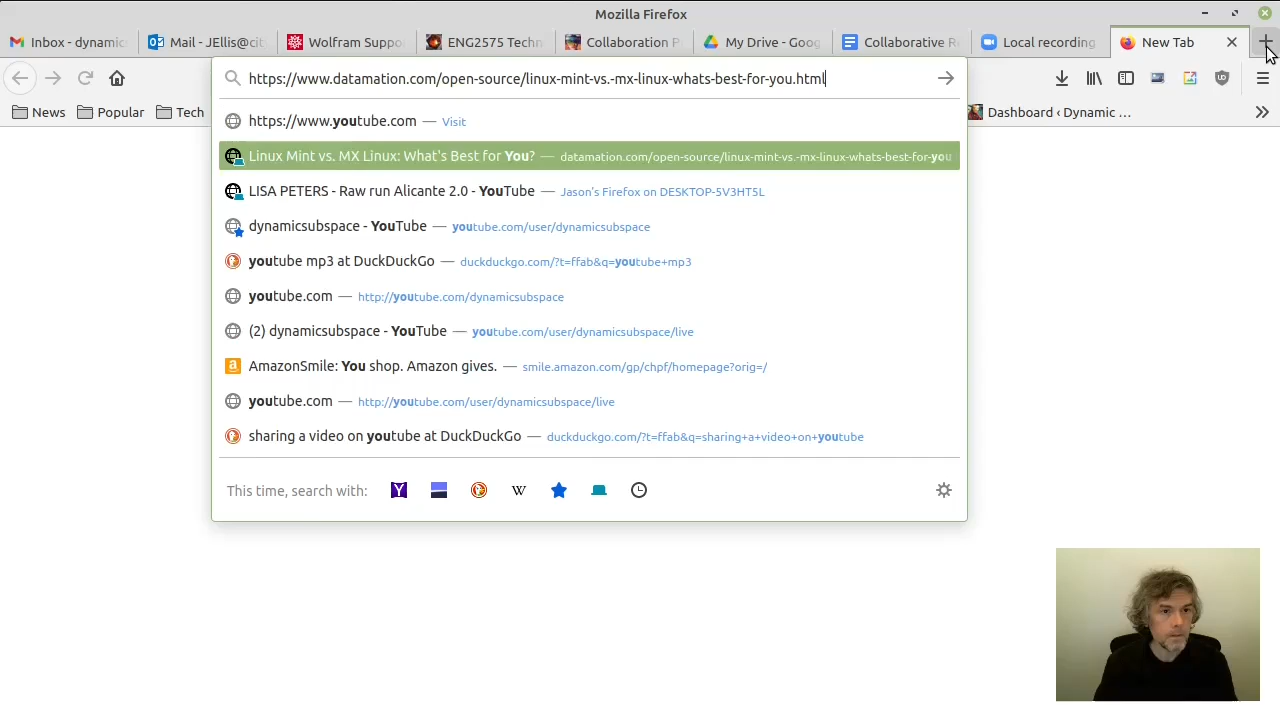 Mozilla Firefox
Inbox - dynamic
Mail - JEllis@cit
Wolfram Suppo
ENG2575 Techn
Collaboration P
My Drive - Goog
Collaborative R
Local recording
New Tab
https://www.datamation.com/open-source/linux-mint-vs.-mx-linux-whats-best-for-you.html
News
Popular
Tech
Dashboard ‹ Dynamic …
https://www.youtube.com — Visit
Linux Mint vs. MX Linux: What's Best for You? — datamation.com/open-source/linux-mint-vs.-mx-linux-whats-best-for-you
LISA PETERS - Raw run Alicante 2.0 - YouTube — Jason's Firefox on DESKTOP-5V3HT5L
dynamicsubspace - YouTube — youtube.com/user/dynamicsubspace
youtube mp3 at DuckDuckGo — duckduckgo.com/?t=ffab&q=youtube+mp3
youtube.com — http://youtube.com/dynamicsubspace
(2) dynamicsubspace - YouTube — youtube.com/user/dynamicsubspace/live
AmazonSmile: You shop. Amazon gives. — smile.amazon.com/gp/chpf/homepage?orig=/
youtube.com — http://youtube.com/user/dynamicsubspace/live
sharing a video on youtube at DuckDuckGo — duckduckgo.com/?t=ffab&q=sharing+a+video+on+youtube
This time, search with: